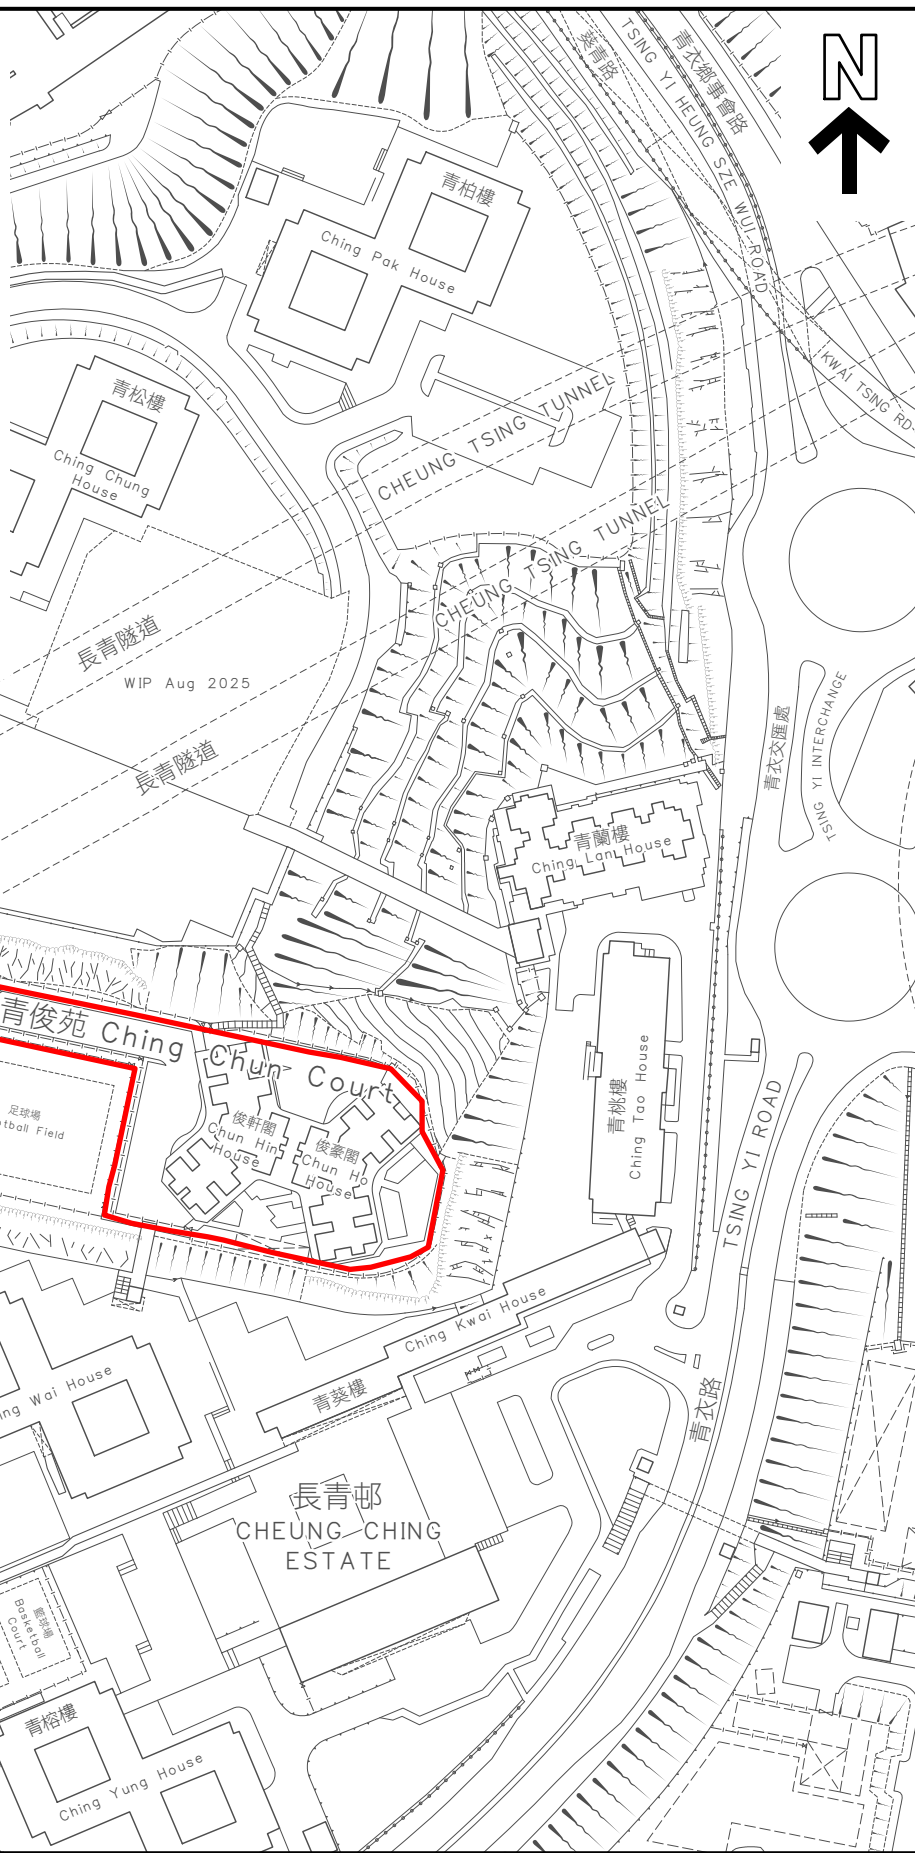 N
葵青路
TSING YI HEUNG SZE WUI ROAD
青衣鄉事會路
青柏樓
Ching Pak House
KWAI TSING RD
青松樓
Ching Chung
House
CHEUNG TSING TUNNEL
CHEUNG TSING TUNNEL
長青隧道
WIP Aug 2025
長青隧道
青衣交匯處
TSING YI INTERCHANGE
青蘭樓
Ching Lan House
青俊苑 Ching Chun Court
足球場
tball Field
俊軒閣
Chun Hin
House
俊豪閣
Chun Ho
House
青桃樓
Ching Tao House
TSING YI ROAD
Ching Kwai House
青葵樓
ng Wai House
青衣路
長青邨
CHEUNG CHING
ESTATE
籃球場
Basketball
Court
青榕樓
Ching Yung House